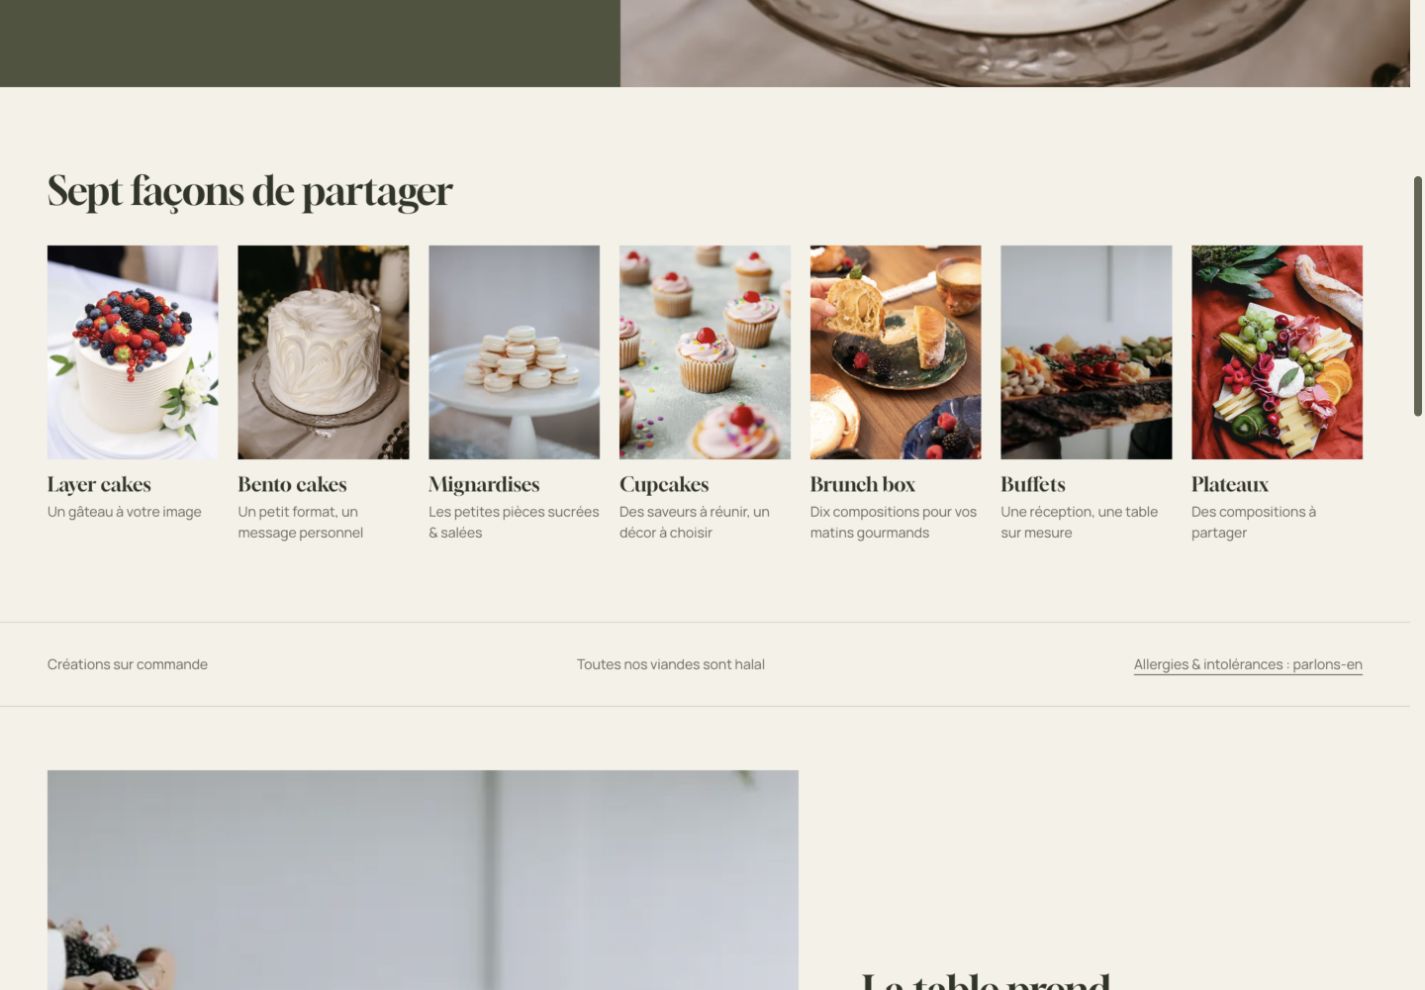 Sept façons de partager
Layer cakes
Un gâteau à votre image
Bento cakes
Un petit format, un
message personnel
Mignardises
Les petites pièces sucrées
& salées
Cupcakes
Des saveurs à réunir, un
décor à choisir
Brunch box
Dix compositions pour vos
matins gourmands
Buffets
Une réception, une table
sur mesure
Plateaux
Des compositions à
partager
Créations sur commande
Toutes nos viandes sont halal
Allergies & intolérances : parlons-en
La table prend